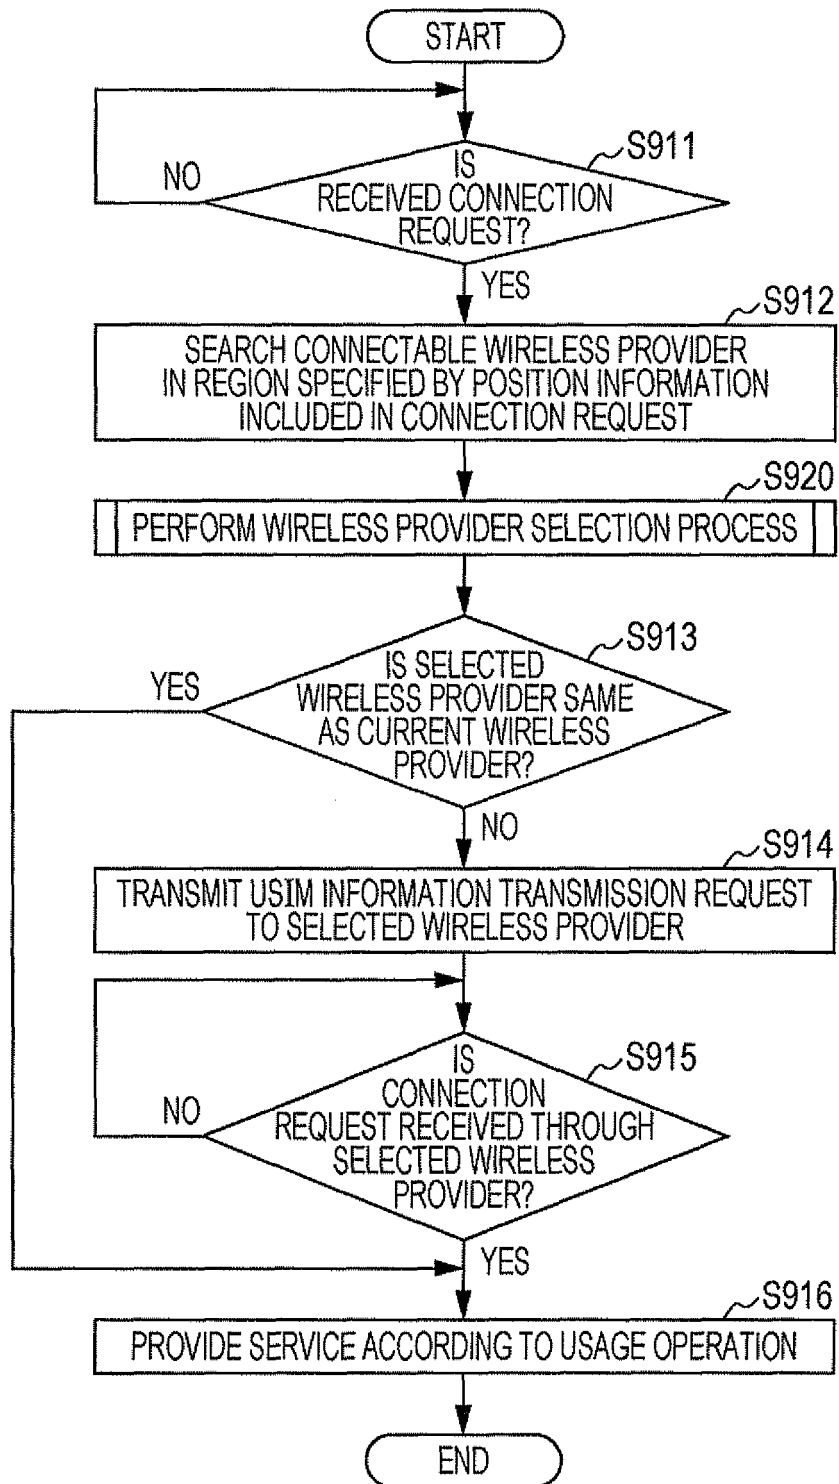 START
S911
IS
RECEIVED CONNECTION
REQUEST?
NO
YES
S912
SEARCH CONNECTABLE WIRELESS PROVIDER
IN REGION SPECIFIED BY POSITION INFORMATION
INCLUDED IN CONNECTION REQUEST
S920
PERFORM WIRELESS PROVIDER SELECTION PROCESS
S913
IS SELECTED
WIRELESS PROVIDER SAME
AS CURRENT WIRELESS
PROVIDER?
YES
NO
S914
TRANSMIT USIM INFORMATION TRANSMISSION REQUEST
TO SELECTED WIRELESS PROVIDER
S915
IS
CONNECTION
REQUEST RECEIVED THROUGH
SELECTED WIRELESS
PROVIDER?
NO
YES
S916
PROVIDE SERVICE ACCORDING TO USAGE OPERATION
END